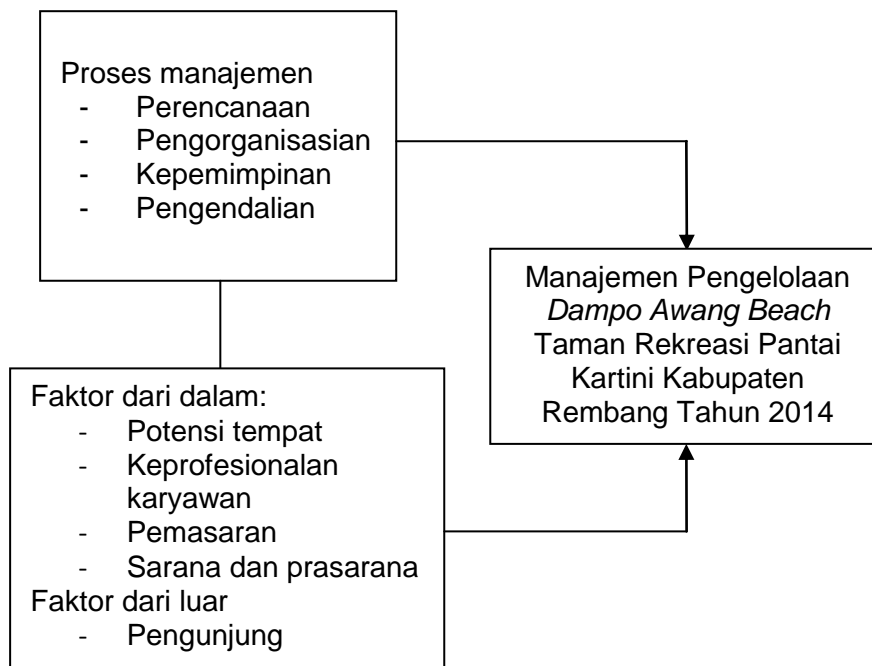 Proses manajemen
- Perencanaan
- Pengorganisasian
- Kepemimpinan
- Pengendalian
Manajemen Pengelolaan
Dampo Awang Beach
Taman Rekreasi Pantai
Kartini Kabupaten
Rembang Tahun 2014
Faktor dari dalam:
- Potensi tempat
- Keprofesionalan
karyawan
- Pemasaran
- Sarana dan prasarana
Faktor dari luar
- Pengunjung